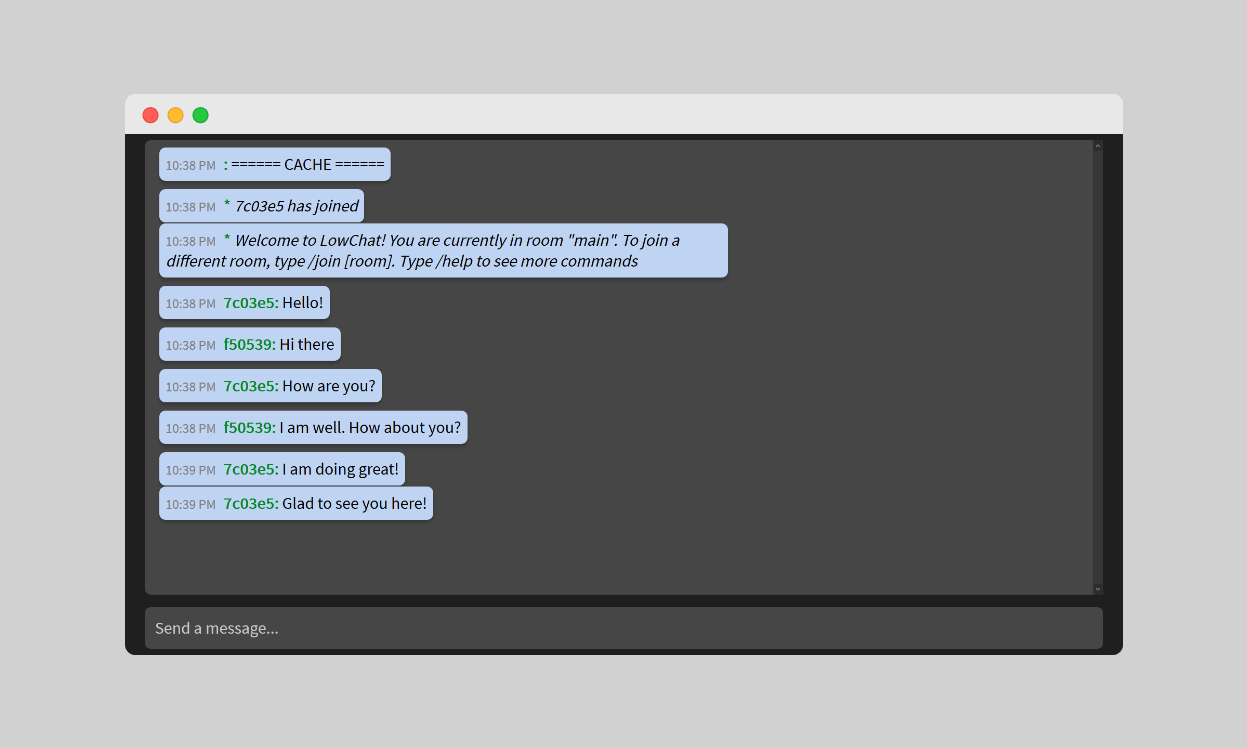 10:38 PM : ====== CACHE ======
10:38 PM * 7c03e5 has joined
10:38 PM * Welcome to LowChat! You are currently in room "main". To join a
different room, type /join [room]. Type /help to see more commands
10:38 PM 7c03e5: Hello!
10:38 PM f50539: Hi there
10:38 PM 7c03e5: How are you?
10:38 PM f50539: I am well. How about you?
10:39 PM 7c03e5: I am doing great!
10:39 PM 7c03e5: Glad to see you here!
Send a message...